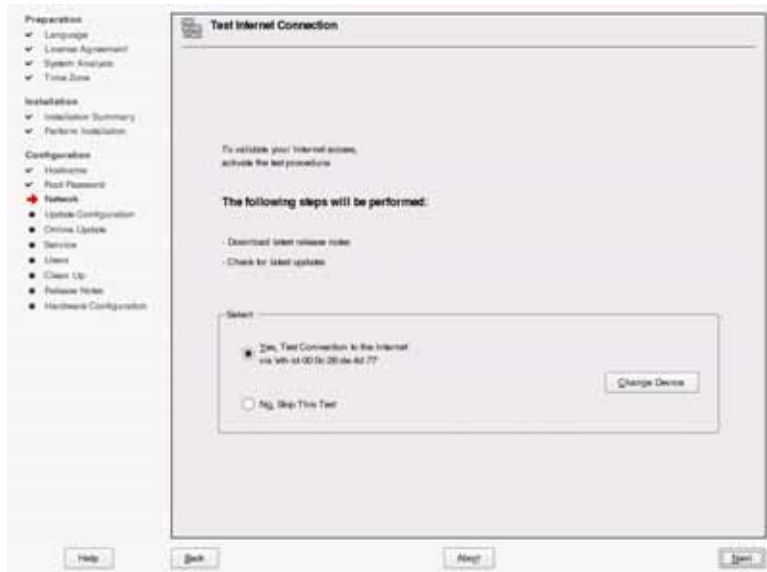 Preparation
Language
License Agreement
System Analysis
Time Zone
Installation
Installation Summary
Perform Installation
Configuration
Hostname
Root Password
Network
Update Configuration
Online Update
Service
Users
Clean Up
Release Notes
Hardware Configuration
Test Internet Connection
To validate your Internet access,
activate the test procedure
The following steps will be performed:
- Download latest release notes
- Check for latest updates
Select
Yes, Test Connection to the Internet
via
No, Skip This Test
Change Device
Help
Back
Abort
Next